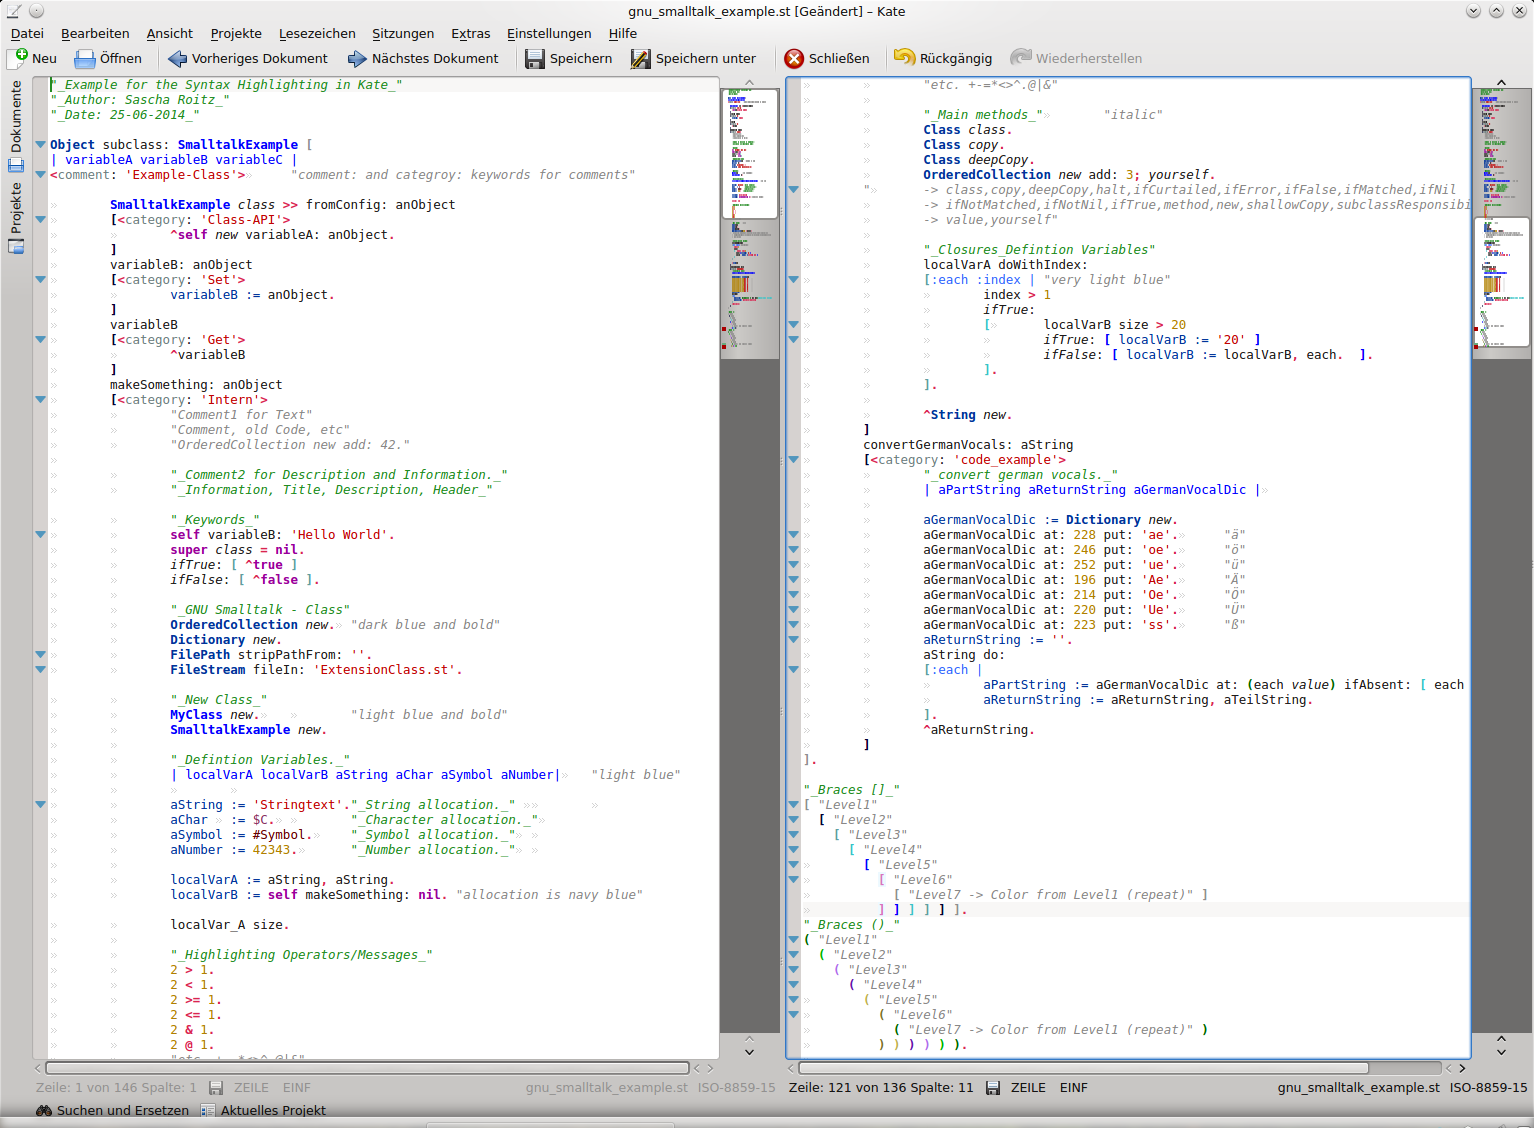 gnu_smalltalk_example.st [Geändert] – Kate
Datei Bearbeiten Ansicht Projekte Lesezeichen Sitzungen Extras Einstellungen Hilfe
Neu Öffnen Vorheriges Dokument Nächstes Dokument Speichern Speichern unter Schließen Rückgängig Wiederherstellen
Dokumente
Projekte
"_Example for the Syntax Highlighting in Kate_"
"_Author: Sascha Roitz_"
"_Date: 25-06-2014_"
Object subclass: SmalltalkExample [
| variableA variableB variableC |
<comment: 'Example-Class'> "comment: and categroy: keywords for comments"
SmalltalkExample class >> fromConfig: anObject
[<category: 'Class-API'>
^self new variableA: anObject.
]
variableB: anObject
[<category: 'Set'>
variableB := anObject.
]
variableB
[<category: 'Get'>
^variableB
]
makeSomething: anObject
[<category: 'Intern'>
"Comment1 for Text"
"Comment, old Code, etc"
"OrderedCollection new add: 42."
"_Comment2 for Description and Information._"
"_Information, Title, Description, Header_"
"_Keywords_"
self variableB: 'Hello World'.
super class = nil.
ifTrue: [ ^true ]
ifFalse: [ ^false ].
"_GNU Smalltalk - Class"
OrderedCollection new. "dark blue and bold"
Dictionary new.
FilePath stripPathFrom: ''.
FileStream fileIn: 'ExtensionClass.st'.
"_New Class_"
MyClass new. "light blue and bold"
SmalltalkExample new.
"_Defintion Variables._"
| localVarA localVarB aString aChar aSymbol aNumber| "light blue"
aString := 'Stringtext'."_String allocation._"
aChar := $C. "_Character allocation._"
aSymbol := #Symbol. "_Symbol allocation._"
aNumber := 42343. "_Number allocation._"
localVarA := aString, aString.
localVarB := self makeSomething: nil. "allocation is navy blue"
localVar_A size.
"_Highlighting Operators/Messages_"
2 > 1.
2 < 1.
2 >= 1.
2 <= 1.
2 & 1.
2 @ 1.
"etc. +-=*<>^.@|&"
"etc. +-=*<>^.@|&"
"_Main methods_" "italic"
Class class.
Class copy.
Class deepCopy.
OrderedCollection new add: 3; yourself.
" -> class,copy,deepCopy,halt,ifCurtailed,ifError,ifFalse,ifMatched,ifNil
-> ifNotMatched,ifNotNil,ifTrue,method,new,shallowCopy,subclassResponsibi
-> value,yourself"
"_Closures_Defintion Variables"
localVarA doWithIndex:
[:each :index | "very light blue"
index > 1
ifTrue:
[ localVarB size > 20
ifTrue: [ localVarB := '20' ]
ifFalse: [ localVarB := localVarB, each. ].
].
].
^String new.
]
convertGermanVocals: aString
[<category: 'code_example'>
"_convert german vocals._"
| aPartString aReturnString aGermanVocalDic |
aGermanVocalDic := Dictionary new.
aGermanVocalDic at: 228 put: 'ae'. "ä"
aGermanVocalDic at: 246 put: 'oe'. "ö"
aGermanVocalDic at: 252 put: 'ue'. "ü"
aGermanVocalDic at: 196 put: 'Ae'. "Ä"
aGermanVocalDic at: 214 put: 'Oe'. "Ö"
aGermanVocalDic at: 220 put: 'Ue'. "Ü"
aGermanVocalDic at: 223 put: 'ss'. "ß"
aReturnString := ''.
aString do:
[:each |
aPartString := aGermanVocalDic at: (each value) ifAbsent: [ each
aReturnString := aReturnString, aTeilString.
].
^aReturnString.
]
].
"_Braces []_"
[ "Level1"
[ "Level2"
[ "Level3"
[ "Level4"
[ "Level5"
[ "Level6"
[ "Level7 -> Color from Level1 (repeat)" ]
] ] ] ] ] ].
"_Braces ()_"
( "Level1"
( "Level2"
( "Level3"
( "Level4"
( "Level5"
( "Level6"
( "Level7 -> Color from Level1 (repeat)" )
) ) ) ) ) ).
Zeile: 1 von 146 Spalte: 1 ZEILE EINF gnu_smalltalk_example.st ISO-8859-15
Zeile: 121 von 136 Spalte: 11 ZEILE EINF gnu_smalltalk_example.st ISO-8859-15
Suchen und Ersetzen Aktuelles Projekt